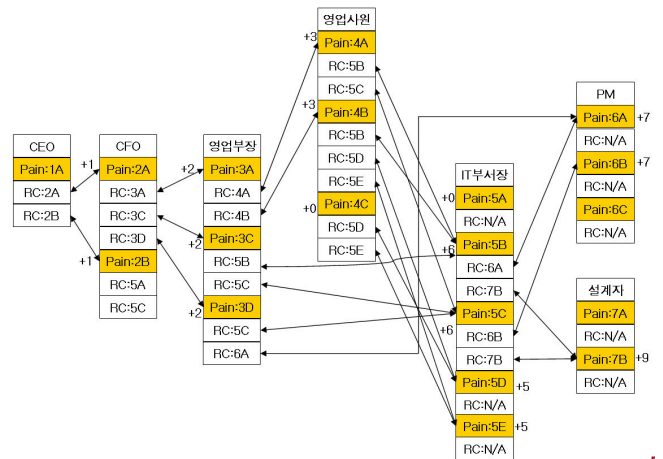 CEO
Pain:1A
RC:2A
RC:2B
+1
+1
CFO
Pain:2A
RC:3A
RC:3C
RC:3D
Pain:2B
RC:5A
RC:5C
+2
+2
+2
영업부장
Pain:3A
RC:4A
RC:4B
Pain:3C
RC:5B
RC:5C
Pain:3D
RC:5C
RC:6A
+3
+3
+0
영업사원
Pain:4A
RC:5B
RC:5C
Pain:4B
RC:5B
RC:5D
RC:5E
Pain:4C
RC:5D
RC:5E
+0
+6
+6
IT부서장
Pain:5A
RC:N/A
Pain:5B
RC:6A
RC:7B
Pain:5C
RC:6B
RC:7B
Pain:5D +5
RC:N/A
Pain:5E +5
RC:N/A
PM
Pain:6A +7
RC:N/A
Pain:6B +7
RC:N/A
Pain:6C
RC:N/A
설계자
Pain:7A
RC:N/A
Pain:7B +9
RC:N/A